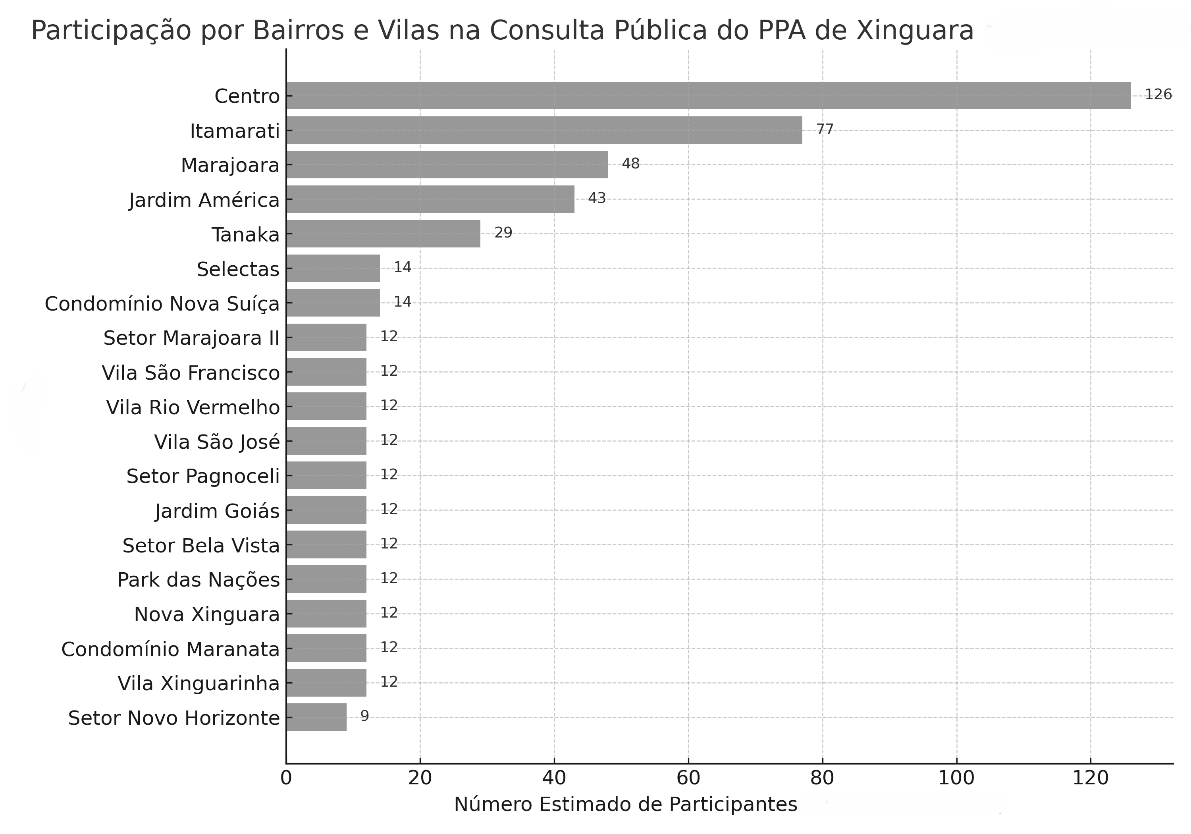 Participação por Bairros e Vilas na Consulta Pública do PPA de Xinguara
Centro 126
Itamarati 77
Marajoara 48
Jardim América 43
Tanaka 29
Selectas 14
Condomínio Nova Suíça 14
Setor Marajoara II 12
Vila São Francisco 12
Vila Rio Vermelho 12
Vila São José 12
Setor Pagnoceli 12
Jardim Goiás 12
Setor Bela Vista 12
Park das Nações 12
Nova Xinguara 12
Condomínio Maranata 12
Vila Xinguarinha 12
Setor Novo Horizonte 9
0 20 40 60 80 100 120
Número Estimado de Participantes